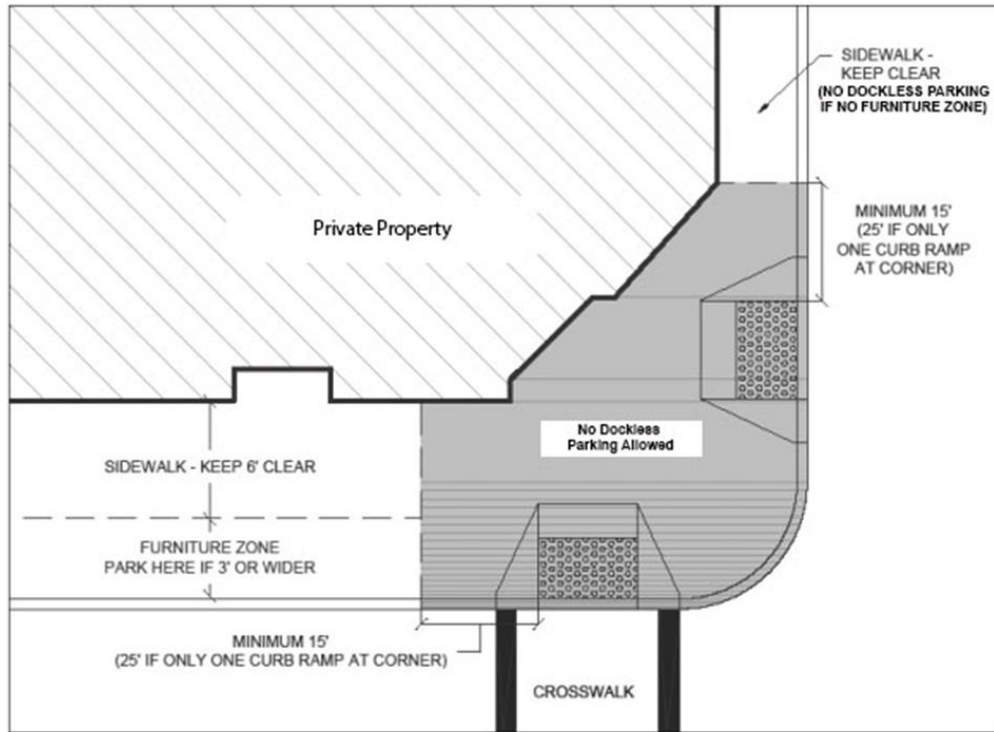 SIDEWALK -
KEEP CLEAR
(NO DOCKLESS PARKING
IF NO FURNITURE ZONE)
Private Property
MINIMUM 15'
(25' IF ONLY
ONE CURB RAMP
AT CORNER)
No Dockless
Parking Allowed
SIDEWALK - KEEP 6' CLEAR
FURNITURE ZONE
PARK HERE IF 3' OR WIDER
MINIMUM 15'
(25' IF ONLY ONE CURB RAMP AT CORNER)
CROSSWALK